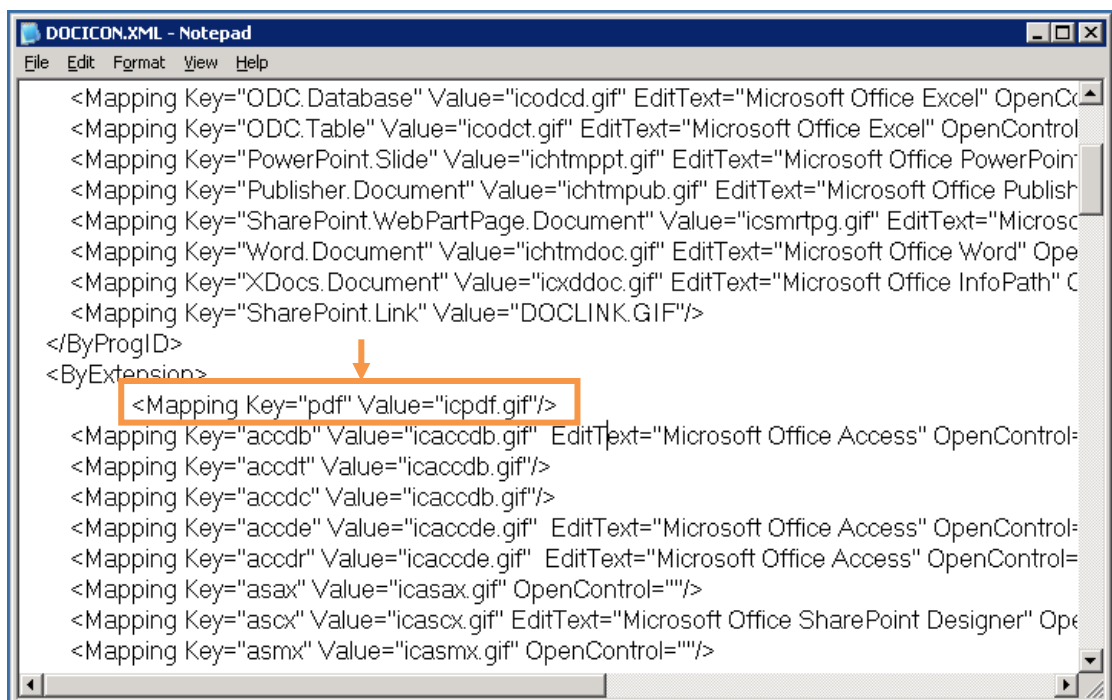 DOCICON.XML - Notepad
File Edit Format View Help
<Mapping Key="ODC.Database" Value="icodcd.gif" EditText="Microsoft Office Excel" OpenCo
<Mapping Key="ODC.Table" Value="icodct.gif" EditText="Microsoft Office Excel" OpenControl
<Mapping Key="PowerPoint.Slide" Value="ichtmppt.gif" EditText="Microsoft Office PowerPoin
<Mapping Key="Publisher.Document" Value="ichtmpub.gif" EditText="Microsoft Office Publish
<Mapping Key="SharePoint.WebPartPage.Document" Value="icsmrtpg.gif" EditText="Microsc
<Mapping Key="Word.Document" Value="ichtmdoc.gif" EditText="Microsoft Office Word" Ope
<Mapping Key="XDocs.Document" Value="icxddoc.gif" EditText="Microsoft Office InfoPath" O
<Mapping Key="SharePoint.Link" Value="DOCLINK.GIF"/>
</ByProgID>
<ByExtension>
<Mapping Key="pdf" Value="icpdf.gif"/>
<Mapping Key="accdb" Value="icaccdb.gif"  EditText="Microsoft Office Access" OpenControl=
<Mapping Key="accdt" Value="icaccdb.gif"/>
<Mapping Key="accdc" Value="icaccdb.gif"/>
<Mapping Key="accde" Value="icaccde.gif"  EditText="Microsoft Office Access" OpenControl=
<Mapping Key="accdr" Value="icaccde.gif"  EditText="Microsoft Office Access" OpenControl=
<Mapping Key="asax" Value="icasax.gif" OpenControl=""/>
<Mapping Key="ascx" Value="icascx.gif" EditText="Microsoft Office SharePoint Designer" Ope
<Mapping Key="asmx" Value="icasmx.gif" OpenControl=""/>